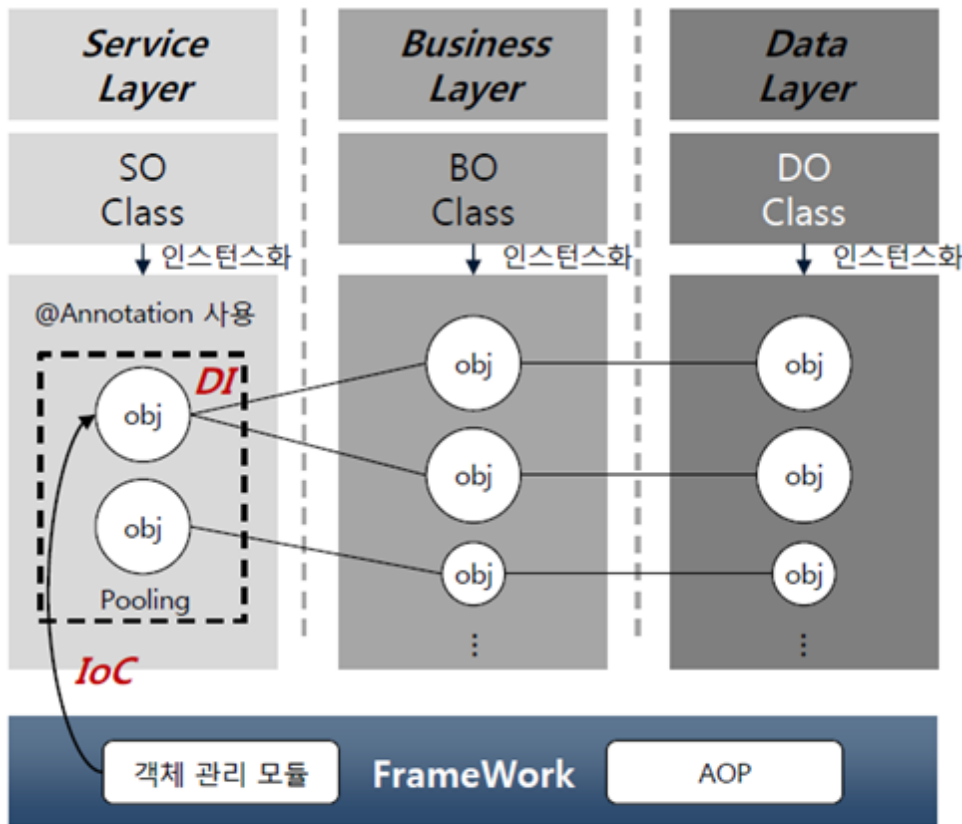 Service
Layer
Business
Layer
Data
Layer
SO
Class
BO
Class
DO
Class
인스턴스화
인스턴스화
인스턴스화
@Annotation 사용
DI
obj
obj
obj
obj
obj
obj
obj
obj
Pooling
⋮
⋮
IoC
객체 관리 모듈
FrameWork
AOP